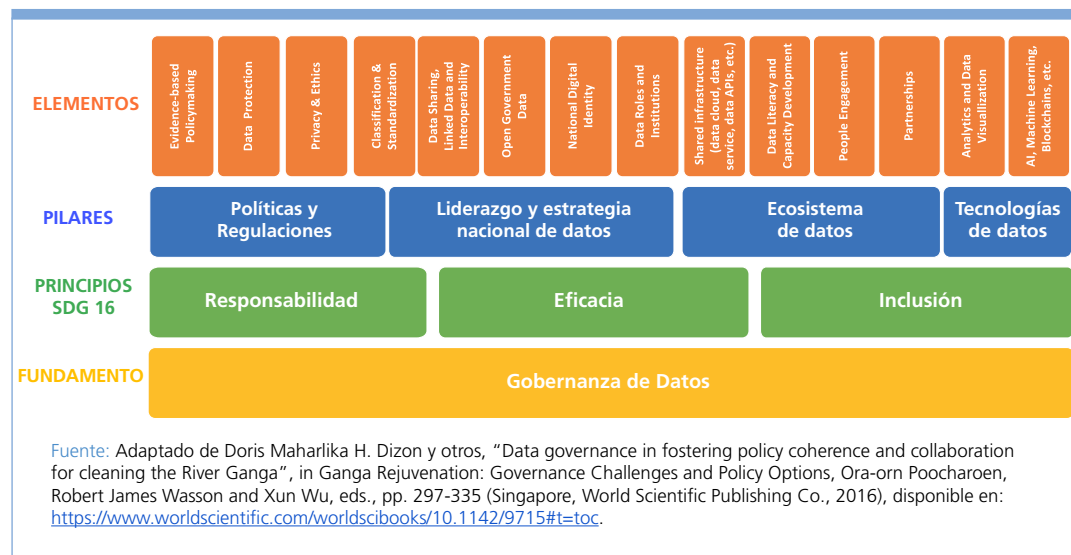 ELEMENTOS
Evidence-based
Policymaking
Data Protection
Privacy & Ethics
Classification &
Standardization
Data Sharing,
Linked Data and
Interoperability
Open Government
Data
National Digital
Identity
Data Roles and
Institutions
Shared infrastructure
(data cloud, data
service, data APIs, etc.)
Data Literacy and
Capacity Development
People Engagement
Partnerships
Analytics and Data
Visuallization
AI, Machine Learning,
Blockchains, etc.
PILARES
Políticas y
Regulaciones
Liderazgo y estrategia
nacional de datos
Ecosistema
de datos
Tecnologías
de datos
PRINCIPIOS
SDG 16
Responsabilidad
Eficacia
Inclusión
FUNDAMENTO
Gobernanza de Datos
Fuente: Adaptado de Doris Maharlika H. Dizon y otros, “Data governance in fostering policy coherence and collaboration
for cleaning the River Ganga”, in Ganga Rejuvenation: Governance Challenges and Policy Options, Ora-orn Poocharoen,
Robert James Wasson and Xun Wu, eds., pp. 297-335 (Singapore, World Scientific Publishing Co., 2016), disponible en:
https://www.worldscientific.com/worldscibooks/10.1142/9715#t=toc.